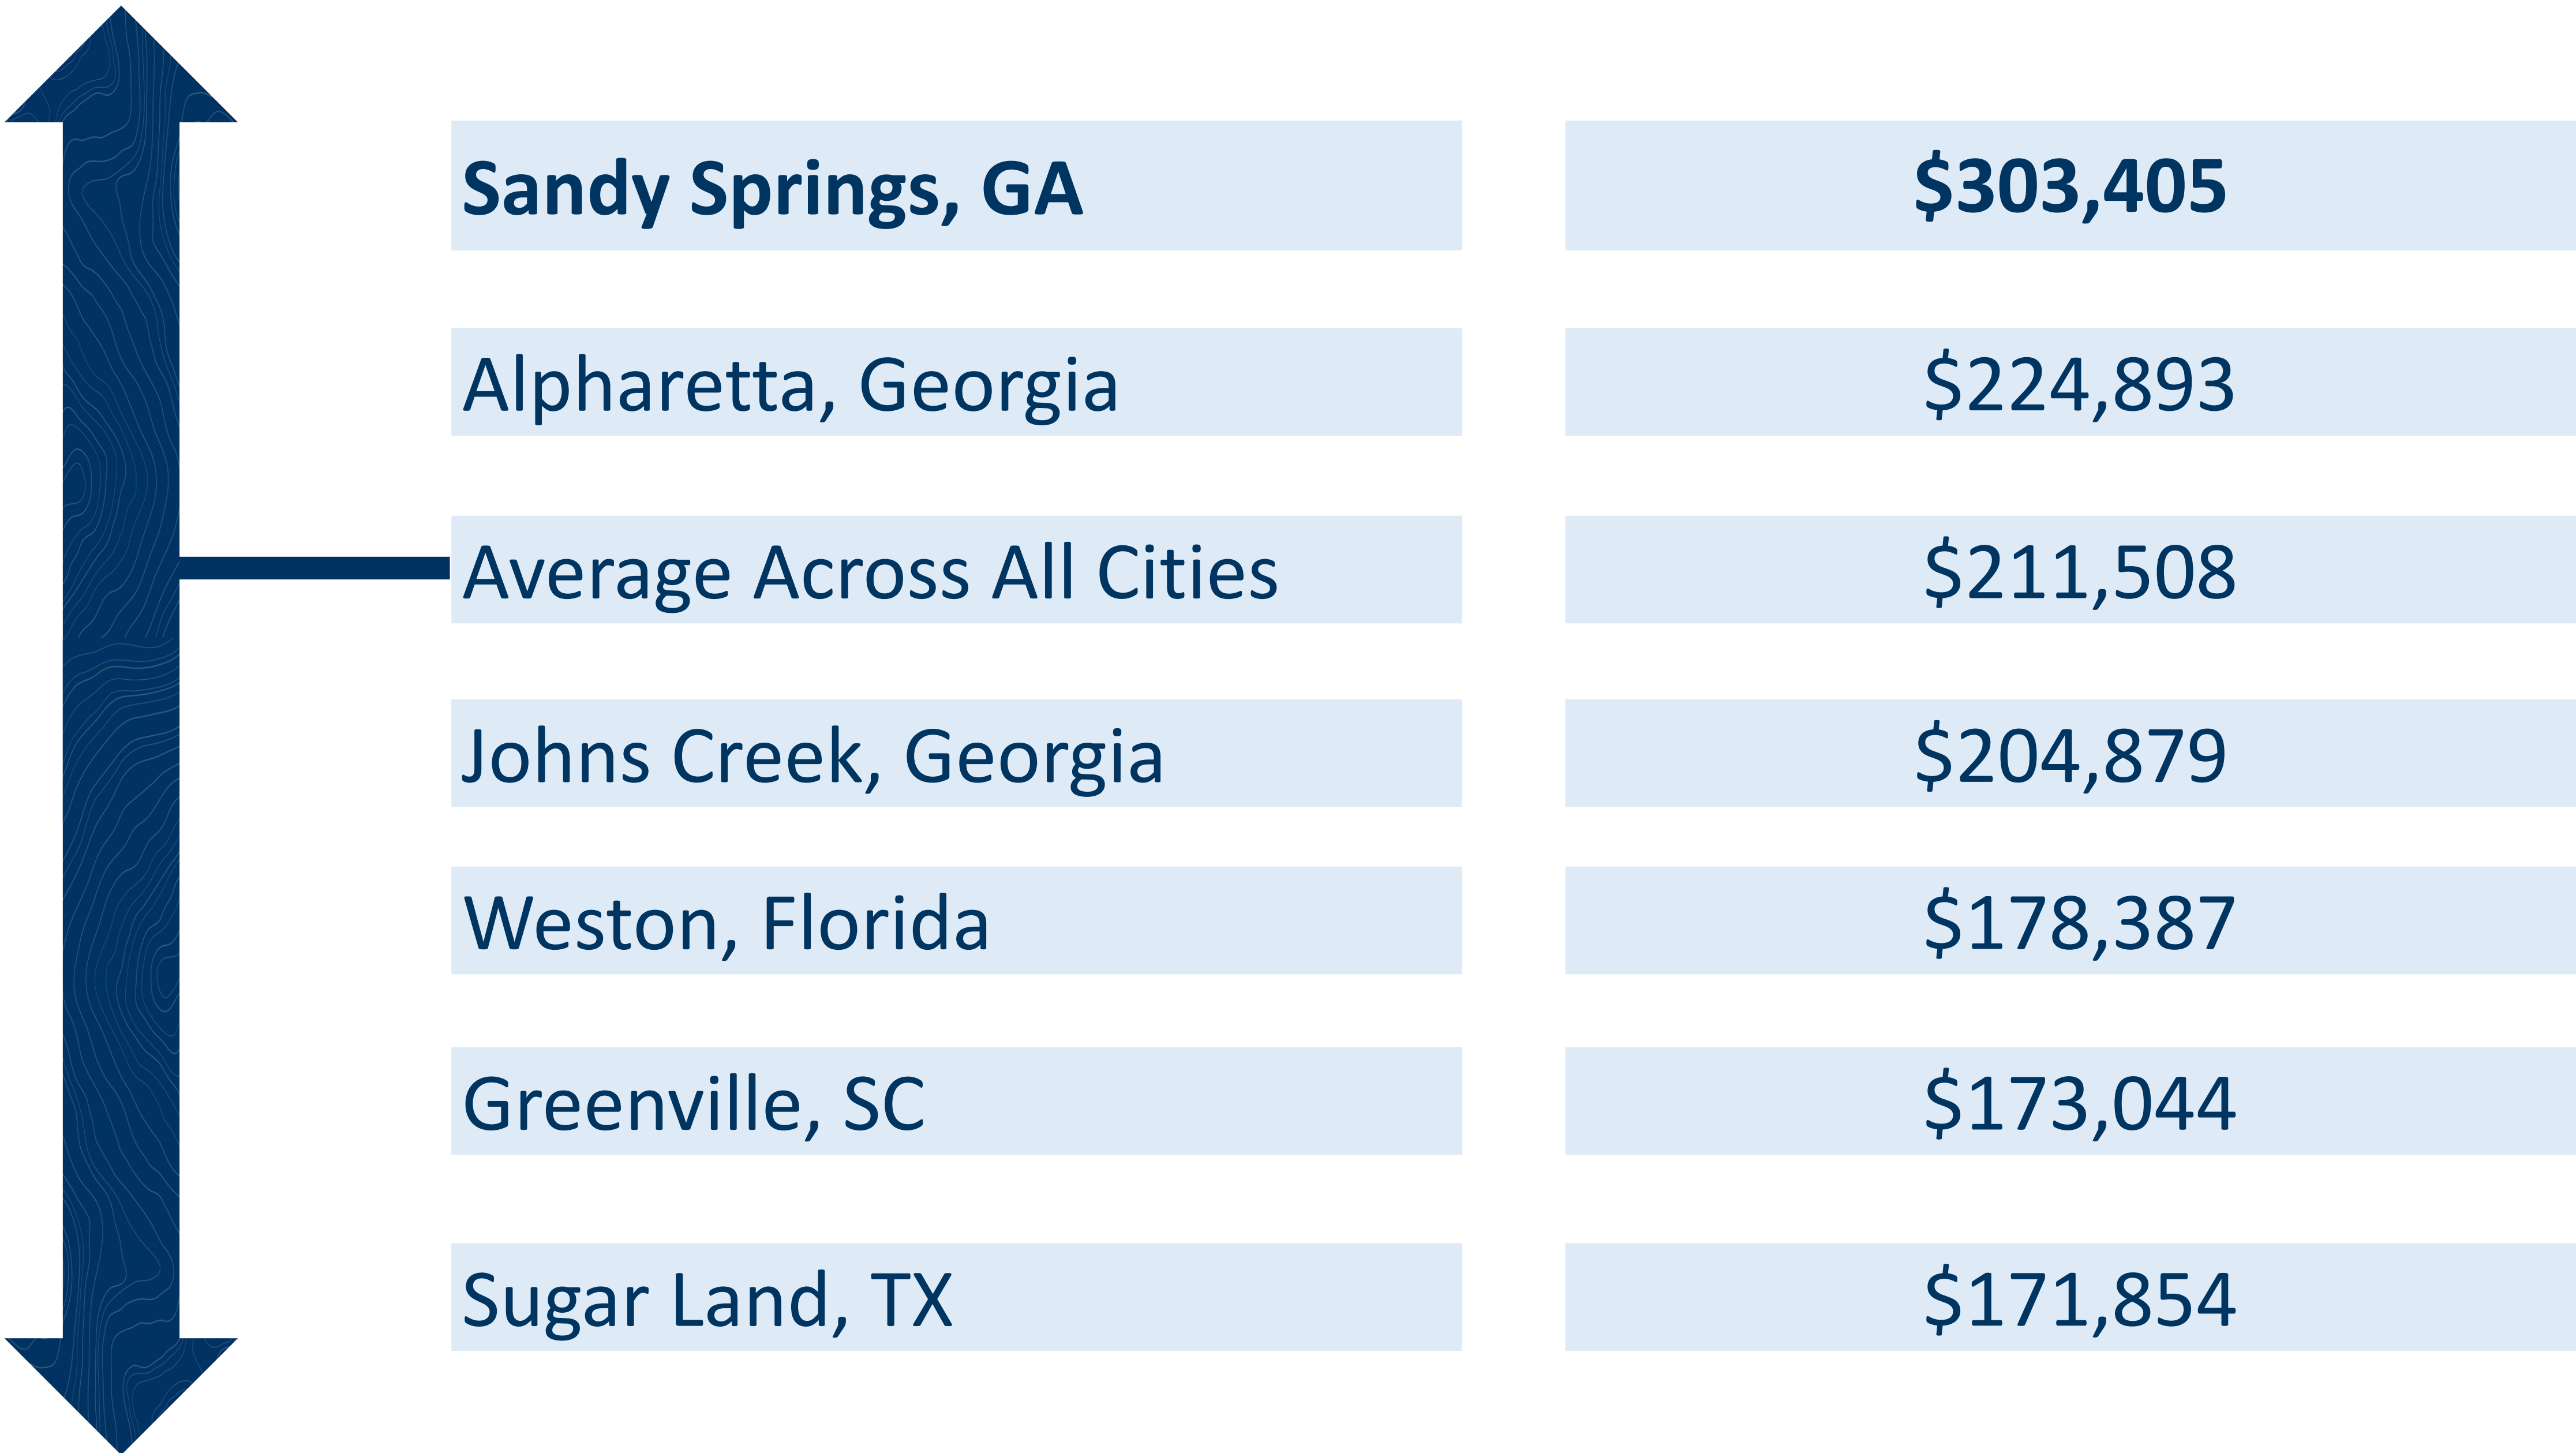 Sandy Springs, GA $303,405
Alpharetta, Georgia $224,893
Average Across All Cities $211,508
Johns Creek, Georgia $204,879
Weston, Florida $178,387
Greenville, SC $173,044
Sugar Land, TX $171,854